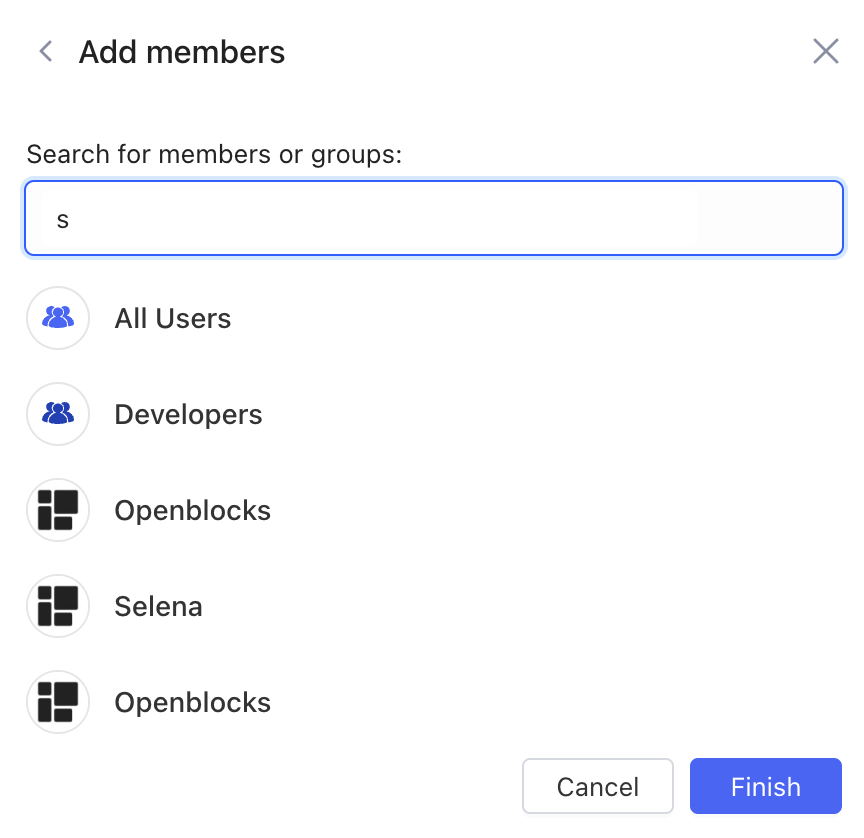 Add members
Search for members or groups:
s
All Users
Developers
Openblocks
Selena
Openblocks
Cancel Finish